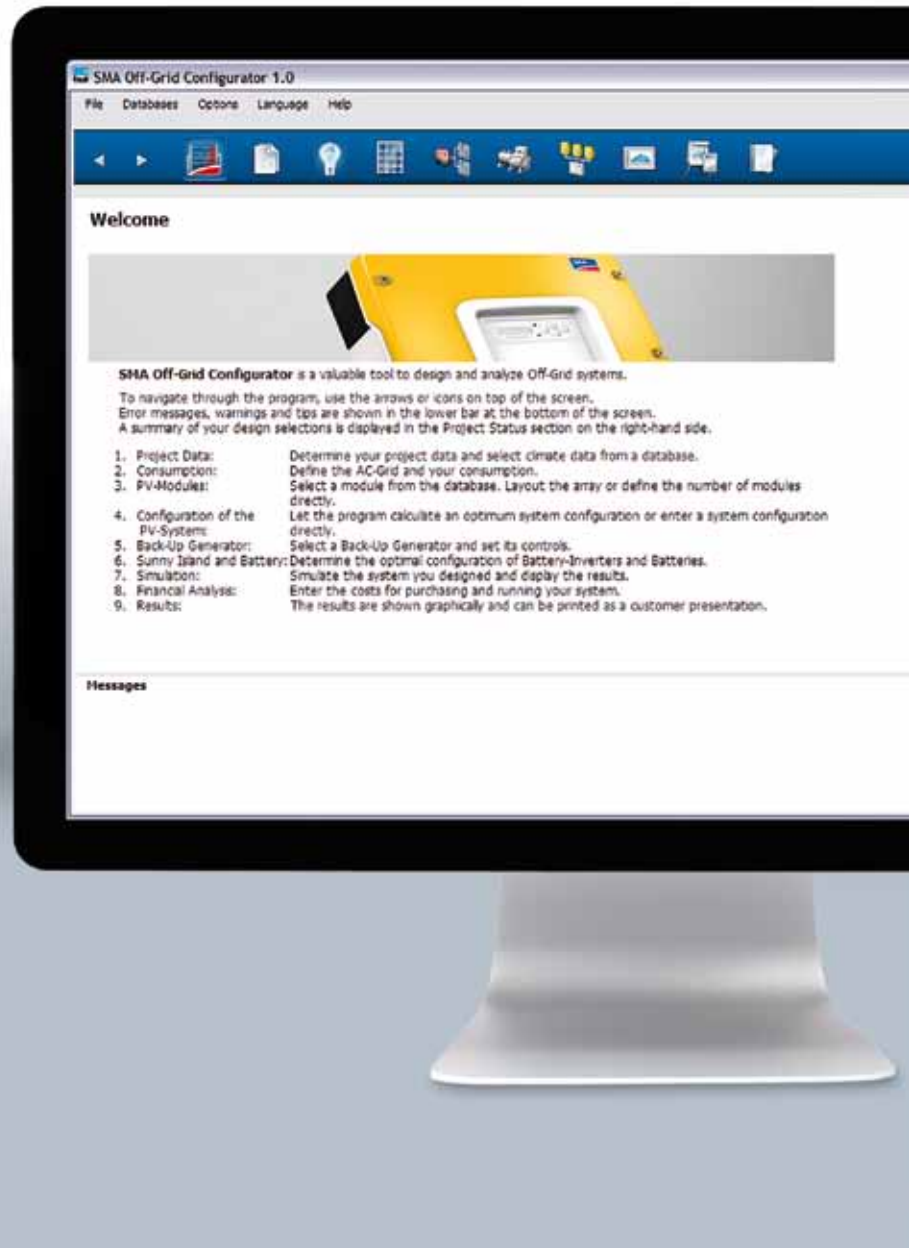 SMA Off-Grid Configurator 1.0
File Databases Options Language Help
Welcome
SMA Off-Grid Configurator is a valuable tool to design and analyze Off-Grid systems.
To navigate through the program, use the arrows or icons on top of the screen.
Error messages, warnings and tips are shown in the lower bar at the bottom of the screen.
A summary of your design selections is displayed in the Project Status section on the right-hand side.
1. Project Data: Determine your project data and select climate data from a database.
2. Consumption: Define the AC-Grid and your consumption.
3. PV-Modules: Select a module from the database. Layout the array or define the number of modules
directly.
4. Configuration of the Let the program calculate an optimum system configuration or enter a system configuration
PV-System: directly.
5. Back-Up Generator: Select a Back-Up Generator and set its controls.
6. Sunny Island and Battery: Determine the optimal configuration of Battery-Inverters and Batteries.
7. Simulation: Simulate the system you designed and display the results.
8. Financial Analysis: Enter the costs for purchasing and running your system.
9. Results: The results are shown graphically and can be printed as a customer presentation.
Messages